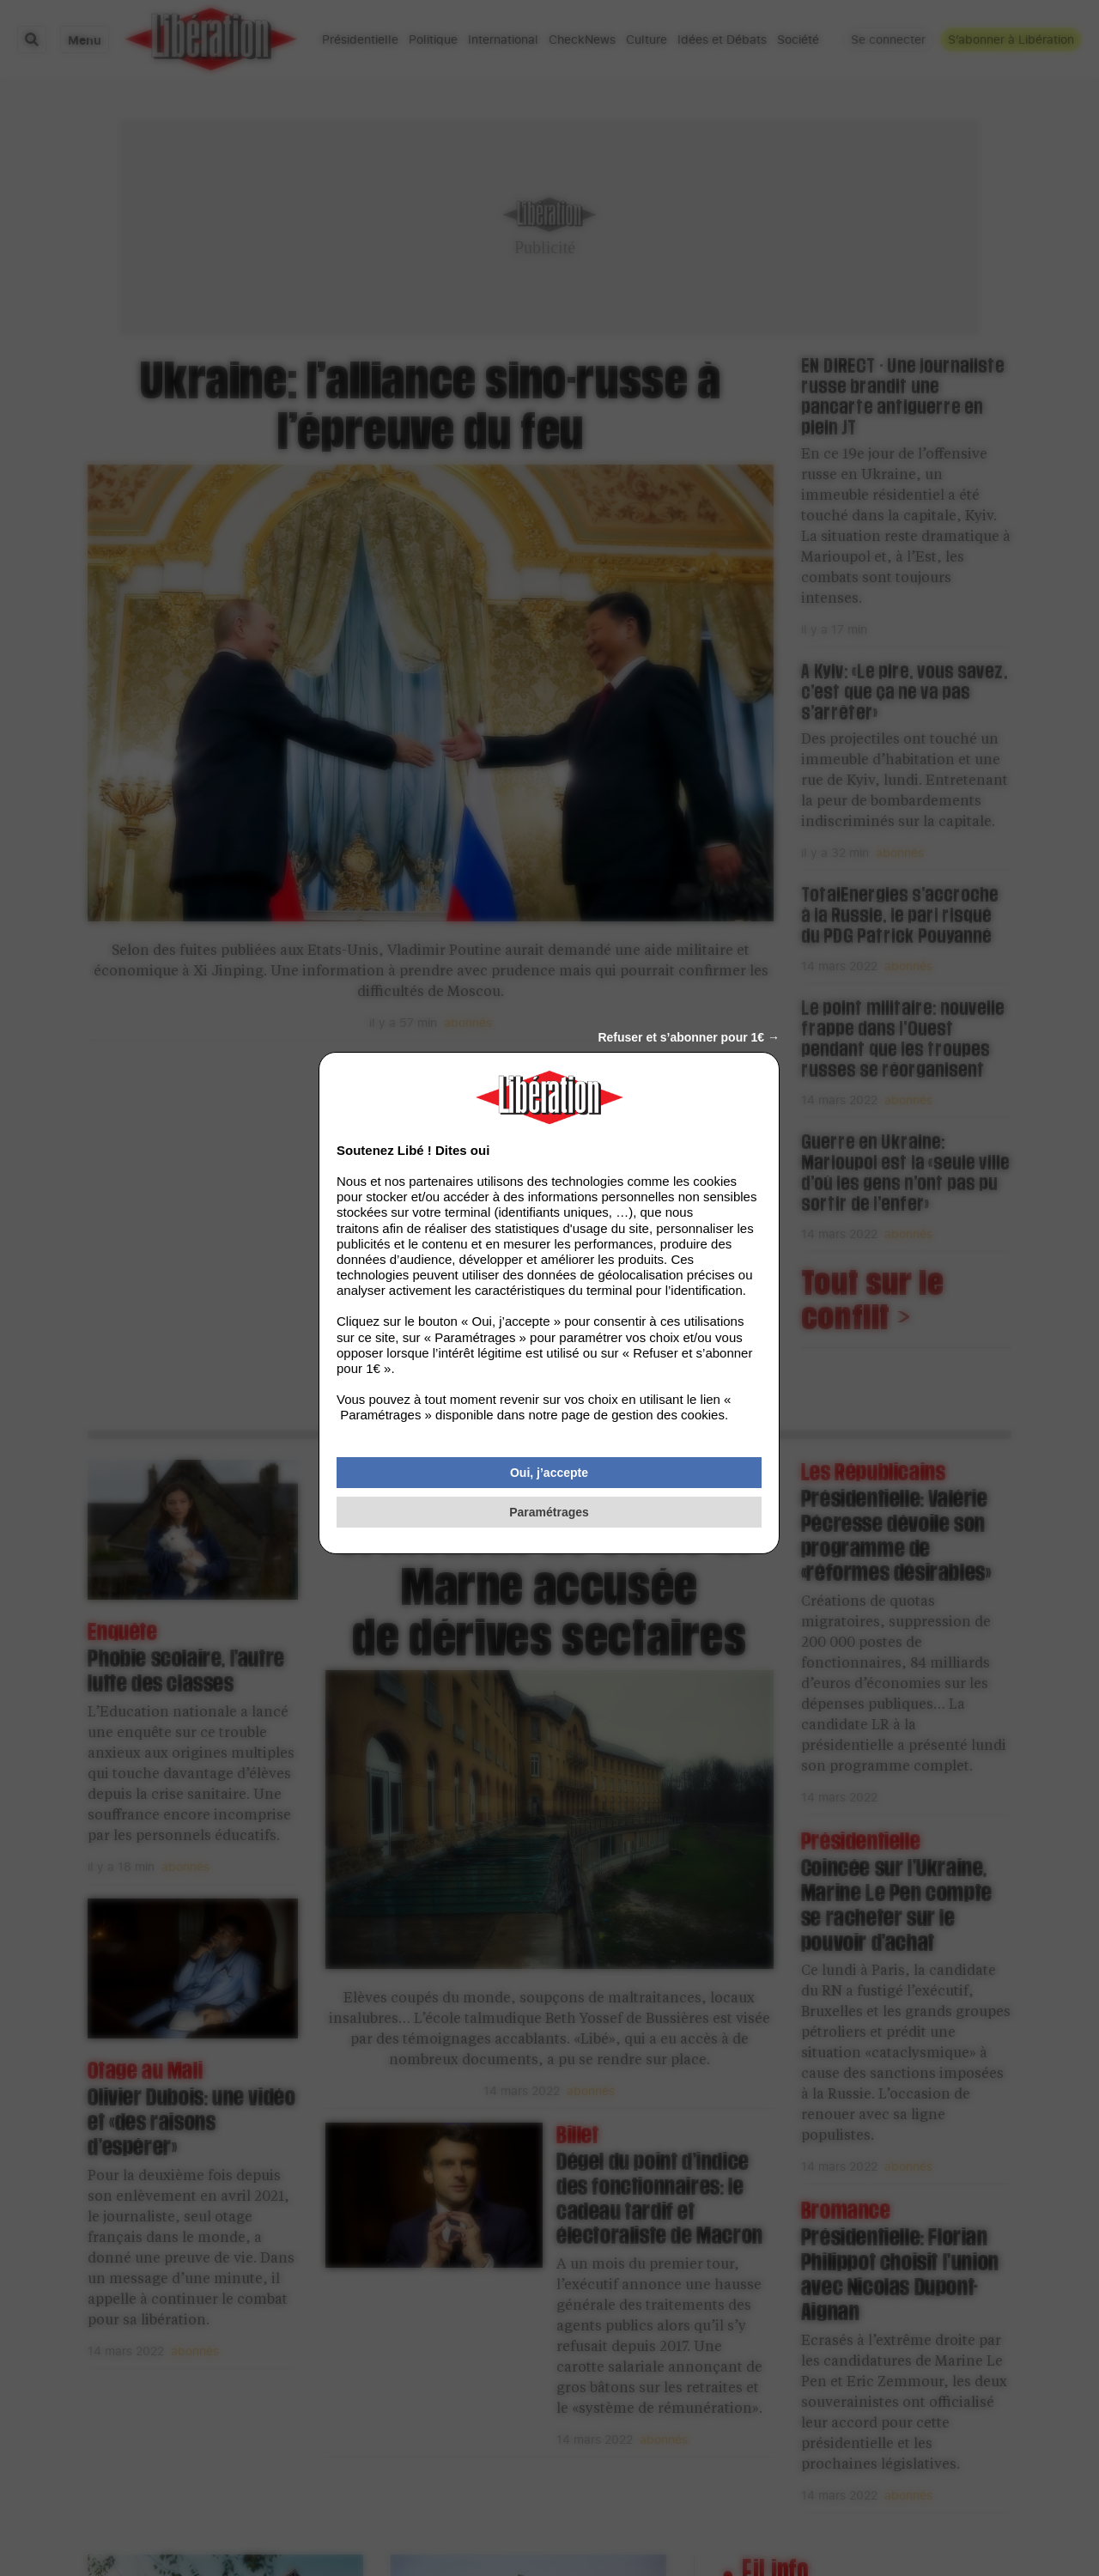 Menu
Libération
Présidentielle Politique International CheckNews Culture Idées et Débats Société
Se connecter
S'abonner à Libération
Libération
Publicité
Ukraine: l'alliance sino-russe à
l'épreuve du feu
Selon des fuites publiées aux Etats-Unis, Vladimir Poutine aurait demandé une aide militaire et
économique à Xi Jinping. Une information à prendre avec prudence mais qui pourrait confirmer les
difficultés de Moscou.
il y a 57 min abonnés
EN DIRECT - Une journaliste
russe brandit une
pancarte antiguerre en
plein JT
En ce 19e jour de l'offensive
russe en Ukraine, un
immeuble résidentiel a été
touché dans la capitale, Kyiv.
La situation reste dramatique à
Marioupol et, à l'Est, les
combats sont toujours
intenses.
il y a 17 min
A Kyiv: «Le pire, vous savez,
c'est que ça ne va pas
s'arrêter»
Des projectiles ont touché un
immeuble d'habitation et une
rue de Kyiv, lundi. Entretenant
la peur de bombardements
indiscriminés sur la capitale.
il y a 32 min abonnés
TotalEnergies s'accroche
à la Russie, le pari risqué
du PDG Patrick Pouyanné
14 mars 2022 abonnés
Le point militaire: nouvelle
frappe dans l'Ouest
pendant que les troupes
russes se réorganisent
14 mars 2022 abonnés
Guerre en Ukraine:
Marioupol est la «seule ville
d'où les gens n'ont pas pu
sortir de l'enfer»
14 mars 2022 abonnés
Tout sur le
conflit >
Refuser et s’abonner pour 1€ →
Libération
Soutenez Libé ! Dites oui
Nous et nos partenaires utilisons des technologies comme les cookies
pour stocker et/ou accéder à des informations personnelles non sensibles
stockées sur votre terminal (identifiants uniques, …), que nous
traitons afin de réaliser des statistiques d'usage du site, personnaliser les
publicités et le contenu et en mesurer les performances, produire des
données d’audience, développer et améliorer les produits. Ces
technologies peuvent utiliser des données de géolocalisation précises ou
analyser activement les caractéristiques du terminal pour l’identification.
Cliquez sur le bouton « Oui, j’accepte » pour consentir à ces utilisations
sur ce site, sur « Paramétrages » pour paramétrer vos choix et/ou vous
opposer lorsque l’intérêt légitime est utilisé ou sur « Refuser et s’abonner
pour 1€ ».
Vous pouvez à tout moment revenir sur vos choix en utilisant le lien «
Paramétrages » disponible dans notre page de gestion des cookies.
Oui, j’accepte
Paramétrages
Enquête
Phobie scolaire, l'autre
lutte des classes
L'Education nationale a lancé
une enquête sur ce trouble
anxieux aux origines multiples
qui touche davantage d'élèves
depuis la crise sanitaire. Une
souffrance encore incomprise
par les personnels éducatifs.
il y a 18 min abonnés
Otage au Mali
Olivier Dubois: une vidéo
et «des raisons
d'espérer»
Pour la deuxième fois depuis
son enlèvement en avril 2021,
le journaliste, seul otage
français dans le monde, a
donné une preuve de vie. Dans
un message d'une minute, il
appelle à continuer le combat
pour sa libération.
14 mars 2022 abonnés
Marne accusée
de dérives sectaires
Elèves coupés du monde, soupçons de maltraitances, locaux
insalubres… L'école talmudique Beth Yossef de Bussières est visée
par des témoignages accablants. «Libé», qui a eu accès à de
nombreux documents, a pu se rendre sur place.
14 mars 2022 abonnés
Billet
Dégel du point d'indice
des fonctionnaires: le
cadeau tardif et
électoraliste de Macron
A un mois du premier tour,
l'exécutif annonce une hausse
générale des traitements des
agents publics alors qu'il s'y
refusait depuis 2017. Une
carotte salariale annonçant de
gros bâtons sur les retraites et
le «système de rémunération».
14 mars 2022 abonnés
Les Républicains
Présidentielle: Valérie
Pécresse dévoile son
programme de
«réformes désirables»
Créations de quotas
migratoires, suppression de
200 000 postes de
fonctionnaires, 84 milliards
d'euros d'économies sur les
dépenses publiques… La
candidate LR à la
présidentielle a présenté lundi
son programme complet.
14 mars 2022
Présidentielle
Coincée sur l'Ukraine,
Marine Le Pen compte
se racheter sur le
pouvoir d'achat
Ce lundi à Paris, la candidate
du RN a fustigé l'exécutif,
Bruxelles et les grands groupes
pétroliers et prédit une
situation «cataclysmique» à
cause des sanctions imposées
à la Russie. L'occasion de
renouer avec sa ligne
populistes.
14 mars 2022 abonnés
Bromance
Présidentielle: Florian
Philippot choisit l'union
avec Nicolas Dupont-
Aignan
Ecrasés à l'extrême droite par
les candidatures de Marine Le
Pen et Eric Zemmour, les deux
souverainistes ont officialisé
leur accord pour cette
présidentielle et les
prochaines législatives.
14 mars 2022 abonnés
Fil info